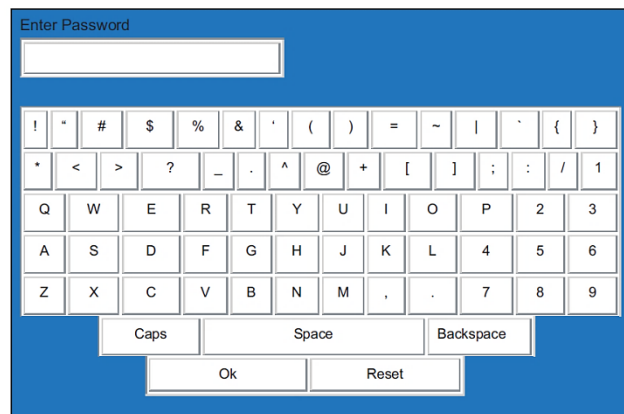 Enter Password
! “ # $ % & ‘ ( ) = ~ | ` { }
* < > ? _ . ^ @ + [ ] ; : / 1
Q W E R T Y U I O P 2 3
A S D F G H J K L 4 5 6
Z X C V B N M , . 7 8 9
Caps Space Backspace
Ok Reset